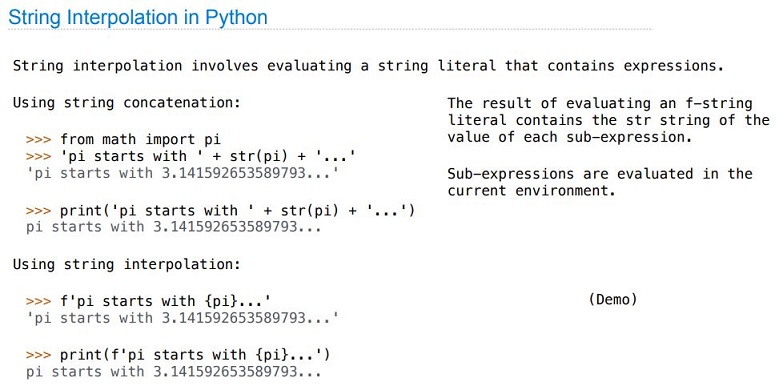 String Interpolation in Python
String interpolation involves evaluating a string literal that contains expressions.
Using string concatenation:
>>> from math import pi
>>> 'pi starts with ' + str(pi) + '...'
'pi starts with 3.141592653589793...'
>>> print('pi starts with ' + str(pi) + '...')
pi starts with 3.141592653589793...
Using string interpolation:
>>> f'pi starts with {pi}...'
'pi starts with 3.141592653589793...'
>>> print(f'pi starts with {pi}...')
pi starts with 3.141592653589793...
The result of evaluating an f-string
literal contains the str string of the
value of each sub-expression.
Sub-expressions are evaluated in the
current environment.
(Demo)